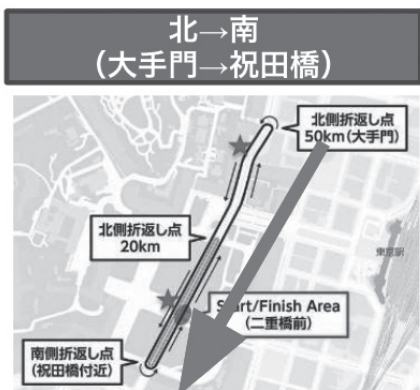 北→南
(大手門→祝田橋)
北側折返し点
50km(大手門)
北側折返し点
20km
東京駅
Start/Finish Area
(二重橋前)
南側折返し点
(祝田橋付近)